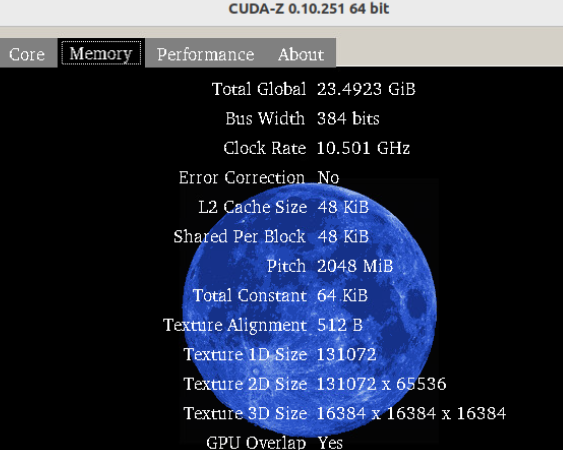 CUDA-Z 0.10.251 64 bit
Core Memory Performance About
Total Global 23.4923 GiB
Bus Width 384 bits
Clock Rate 10.501 GHz
Error Correction No
L2 Cache Size 48 KiB
Shared Per Block 48 KiB
Pitch 2048 MiB
Total Constant 64 KiB
Texture Alignment 512 B
Texture 1D Size 131072
Texture 2D Size 131072 x 65536
Texture 3D Size 16384 x 16384 x 16384
GPU Overlap Yes